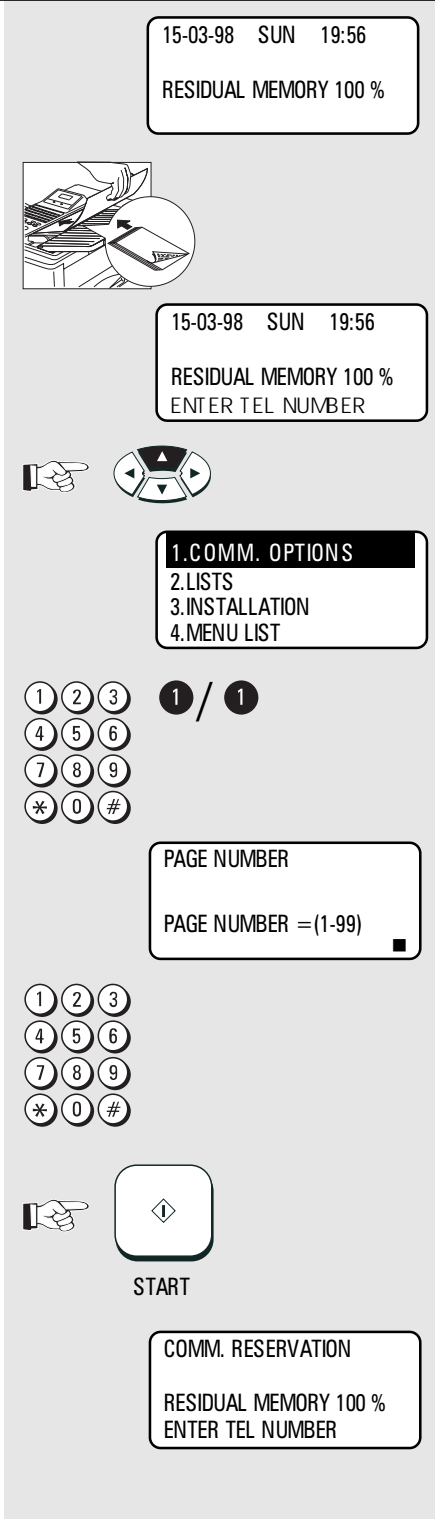 15-03-98 SUN 19:56
RESIDUAL MEMORY 100 %
15-03-98 SUN 19:56
RESIDUAL MEMORY 100 %
ENTER TEL NUMBER
1.COMM. OPTIONS
2.LISTS
3.INSTALLATION
4.MENU LIST
1 2 3 1 / 1
4 5 6
7 8 9
* 0 #
PAGE NUMBER
PAGE NUMBER =(1-99)
1 2 3
4 5 6
7 8 9
* 0 #
START
COMM. RESERVATION
RESIDUAL MEMORY 100 %
ENTER TEL NUMBER